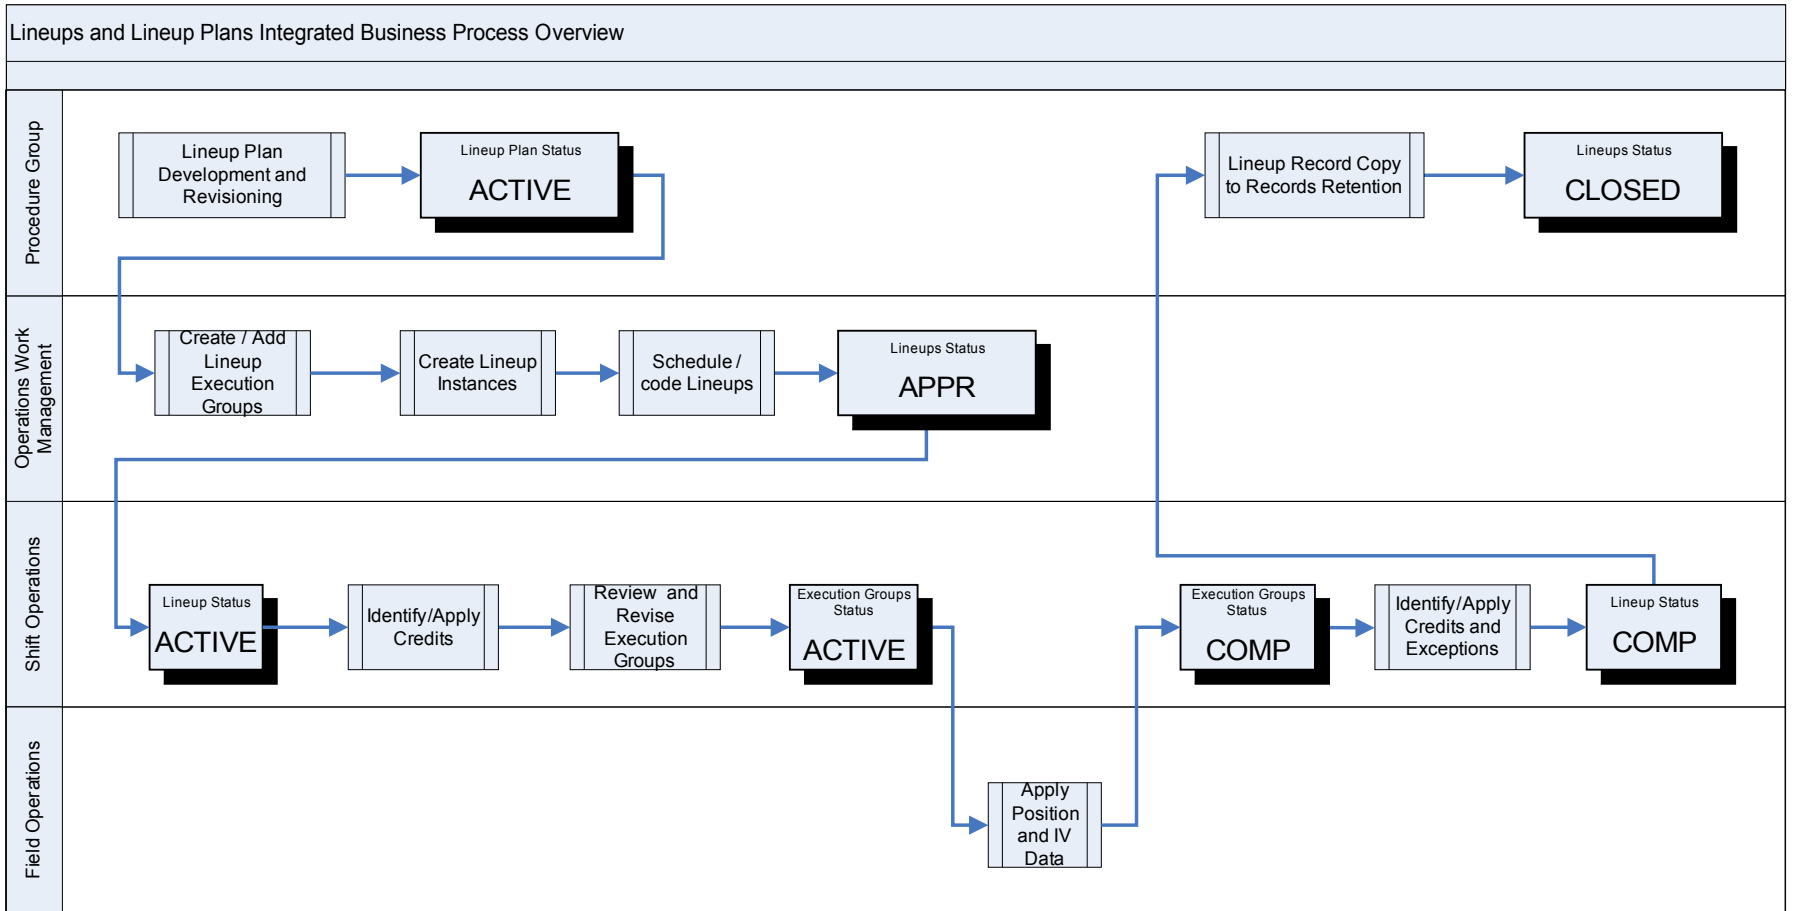 Lineups and Lineup Plans Integrated Business Process Overview
Procedure Group
Lineup Plan
Development and
Revisioning
Lineup Plan Status
ACTIVE
Lineup Record Copy
to Records Retention
Lineups Status
CLOSED
Operations Work
Management
Create / Add
Lineup
Execution
Groups
Create Lineup
Instances
Schedule /
code Lineups
Lineups Status
APPR
Shift Operations
Lineup Status
ACTIVE
Identify/Apply
Credits
Review and
Revise
Execution
Groups
Execution Groups
Status
ACTIVE
Execution Groups
Status
COMP
Identify/Apply
Credits and
Exceptions
Lineup Status
COMP
Field Operations
Apply
Position
and IV
Data